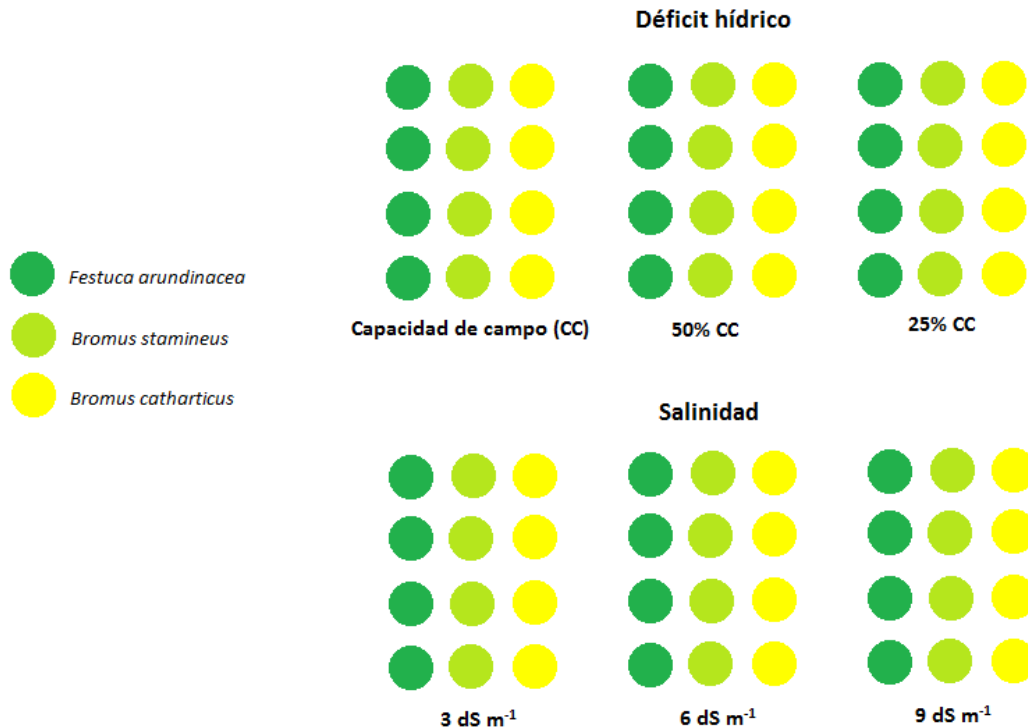 Déficit hídrico
Capacidad de campo (CC)
50% CC
25% CC
Festuca arundinacea
Bromus stamineus
Bromus catharticus
Salinidad
3 dS m⁻¹
6 dS m⁻¹
9 dS m⁻¹